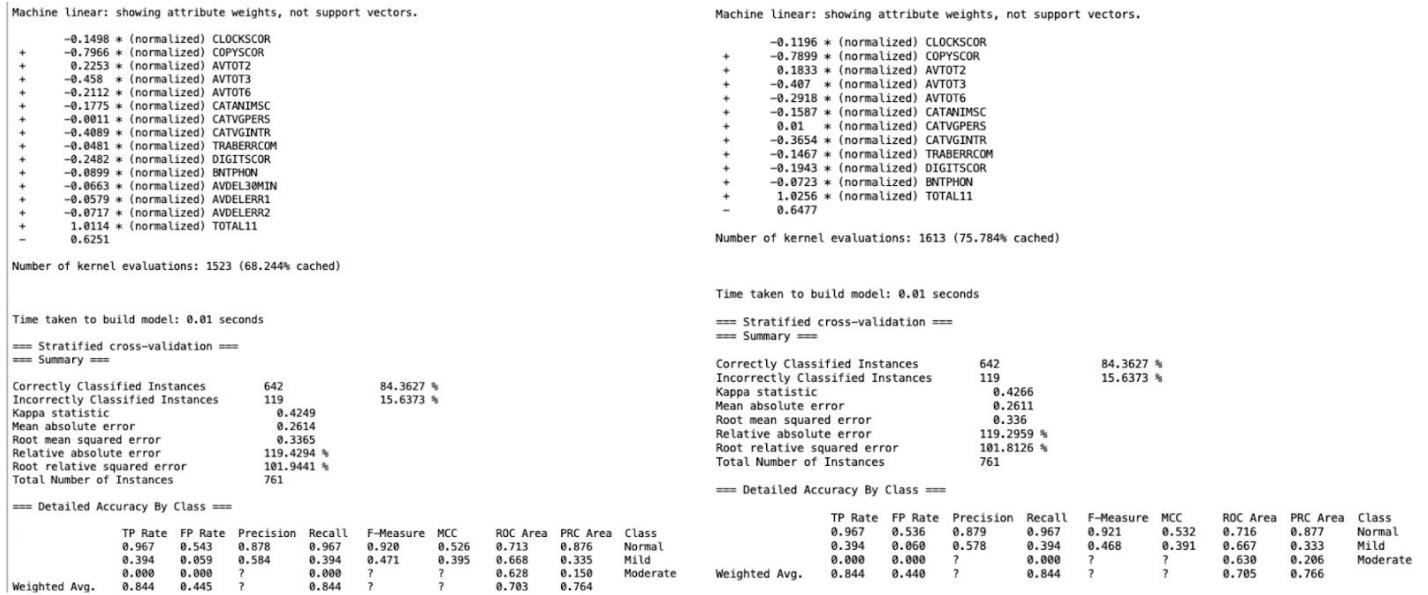 Machine linear: showing attribute weights, not support vectors.
-0.1498 * (normalized) CLOCKSCOR
+ -0.7966 * (normalized) COPYSCOR
+ 0.2253 * (normalized) AVTOT2
+ -0.458 * (normalized) AVTOT3
+ -0.2112 * (normalized) AVTOT6
+ -0.1775 * (normalized) CATANIMSC
+ -0.0011 * (normalized) CATVGPERS
+ -0.4089 * (normalized) CATVGINTR
+ -0.0481 * (normalized) TRABERRCOM
+ -0.2482 * (normalized) DIGITSCOR
+ -0.0899 * (normalized) BNTPHON
+ -0.0663 * (normalized) AVDEL30MIN
+ -0.0579 * (normalized) AVDELERR1
+ -0.0717 * (normalized) AVDELERR2
+ 1.0114 * (normalized) TOTAL11
- 0.6251
Number of kernel evaluations: 1523 (68.244% cached)
Time taken to build model: 0.01 seconds
=== Stratified cross-validation ===
=== Summary ===
Correctly Classified Instances 642 84.3627 %
Incorrectly Classified Instances 119 15.6373 %
Kappa statistic 0.4249
Mean absolute error 0.2614
Root mean squared error 0.3365
Relative absolute error 119.4294 %
Root relative squared error 101.9441 %
Total Number of Instances 761
=== Detailed Accuracy By Class ===
TP Rate FP Rate Precision Recall F-Measure MCC ROC Area PRC Area Class
0.967 0.543 0.878 0.967 0.920 0.526 0.713 0.876 Normal
0.394 0.059 0.584 0.394 0.471 0.395 0.668 0.335 Mild
0.000 0.000 ? 0.000 ? ? 0.628 0.150 Moderate
Weighted Avg. 0.844 0.445 ? 0.844 ? ? 0.703 0.764
Machine linear: showing attribute weights, not support vectors.
-0.1196 * (normalized) CLOCKSCOR
+ -0.7899 * (normalized) COPYSCOR
+ 0.1833 * (normalized) AVTOT2
+ -0.407 * (normalized) AVTOT3
+ -0.2918 * (normalized) AVTOT6
+ -0.1587 * (normalized) CATANIMSC
+ 0.01 * (normalized) CATVGPERS
+ -0.3654 * (normalized) CATVGINTR
+ -0.1467 * (normalized) TRABERRCOM
+ -0.1943 * (normalized) DIGITSCOR
+ -0.0723 * (normalized) BNTPHON
+ 1.0256 * (normalized) TOTAL11
- 0.6477
Number of kernel evaluations: 1613 (75.784% cached)
Time taken to build model: 0.01 seconds
=== Stratified cross-validation ===
=== Summary ===
Correctly Classified Instances 642 84.3627 %
Incorrectly Classified Instances 119 15.6373 %
Kappa statistic 0.4266
Mean absolute error 0.2611
Root mean squared error 0.336
Relative absolute error 119.2959 %
Root relative squared error 101.8126 %
Total Number of Instances 761
=== Detailed Accuracy By Class ===
TP Rate FP Rate Precision Recall F-Measure MCC ROC Area PRC Area Class
0.967 0.536 0.879 0.967 0.921 0.532 0.716 0.877 Normal
0.394 0.060 0.578 0.394 0.468 0.391 0.667 0.333 Mild
0.000 0.000 ? 0.000 ? ? 0.630 0.206 Moderate
Weighted Avg. 0.844 0.440 ? 0.844 ? ? 0.705 0.766